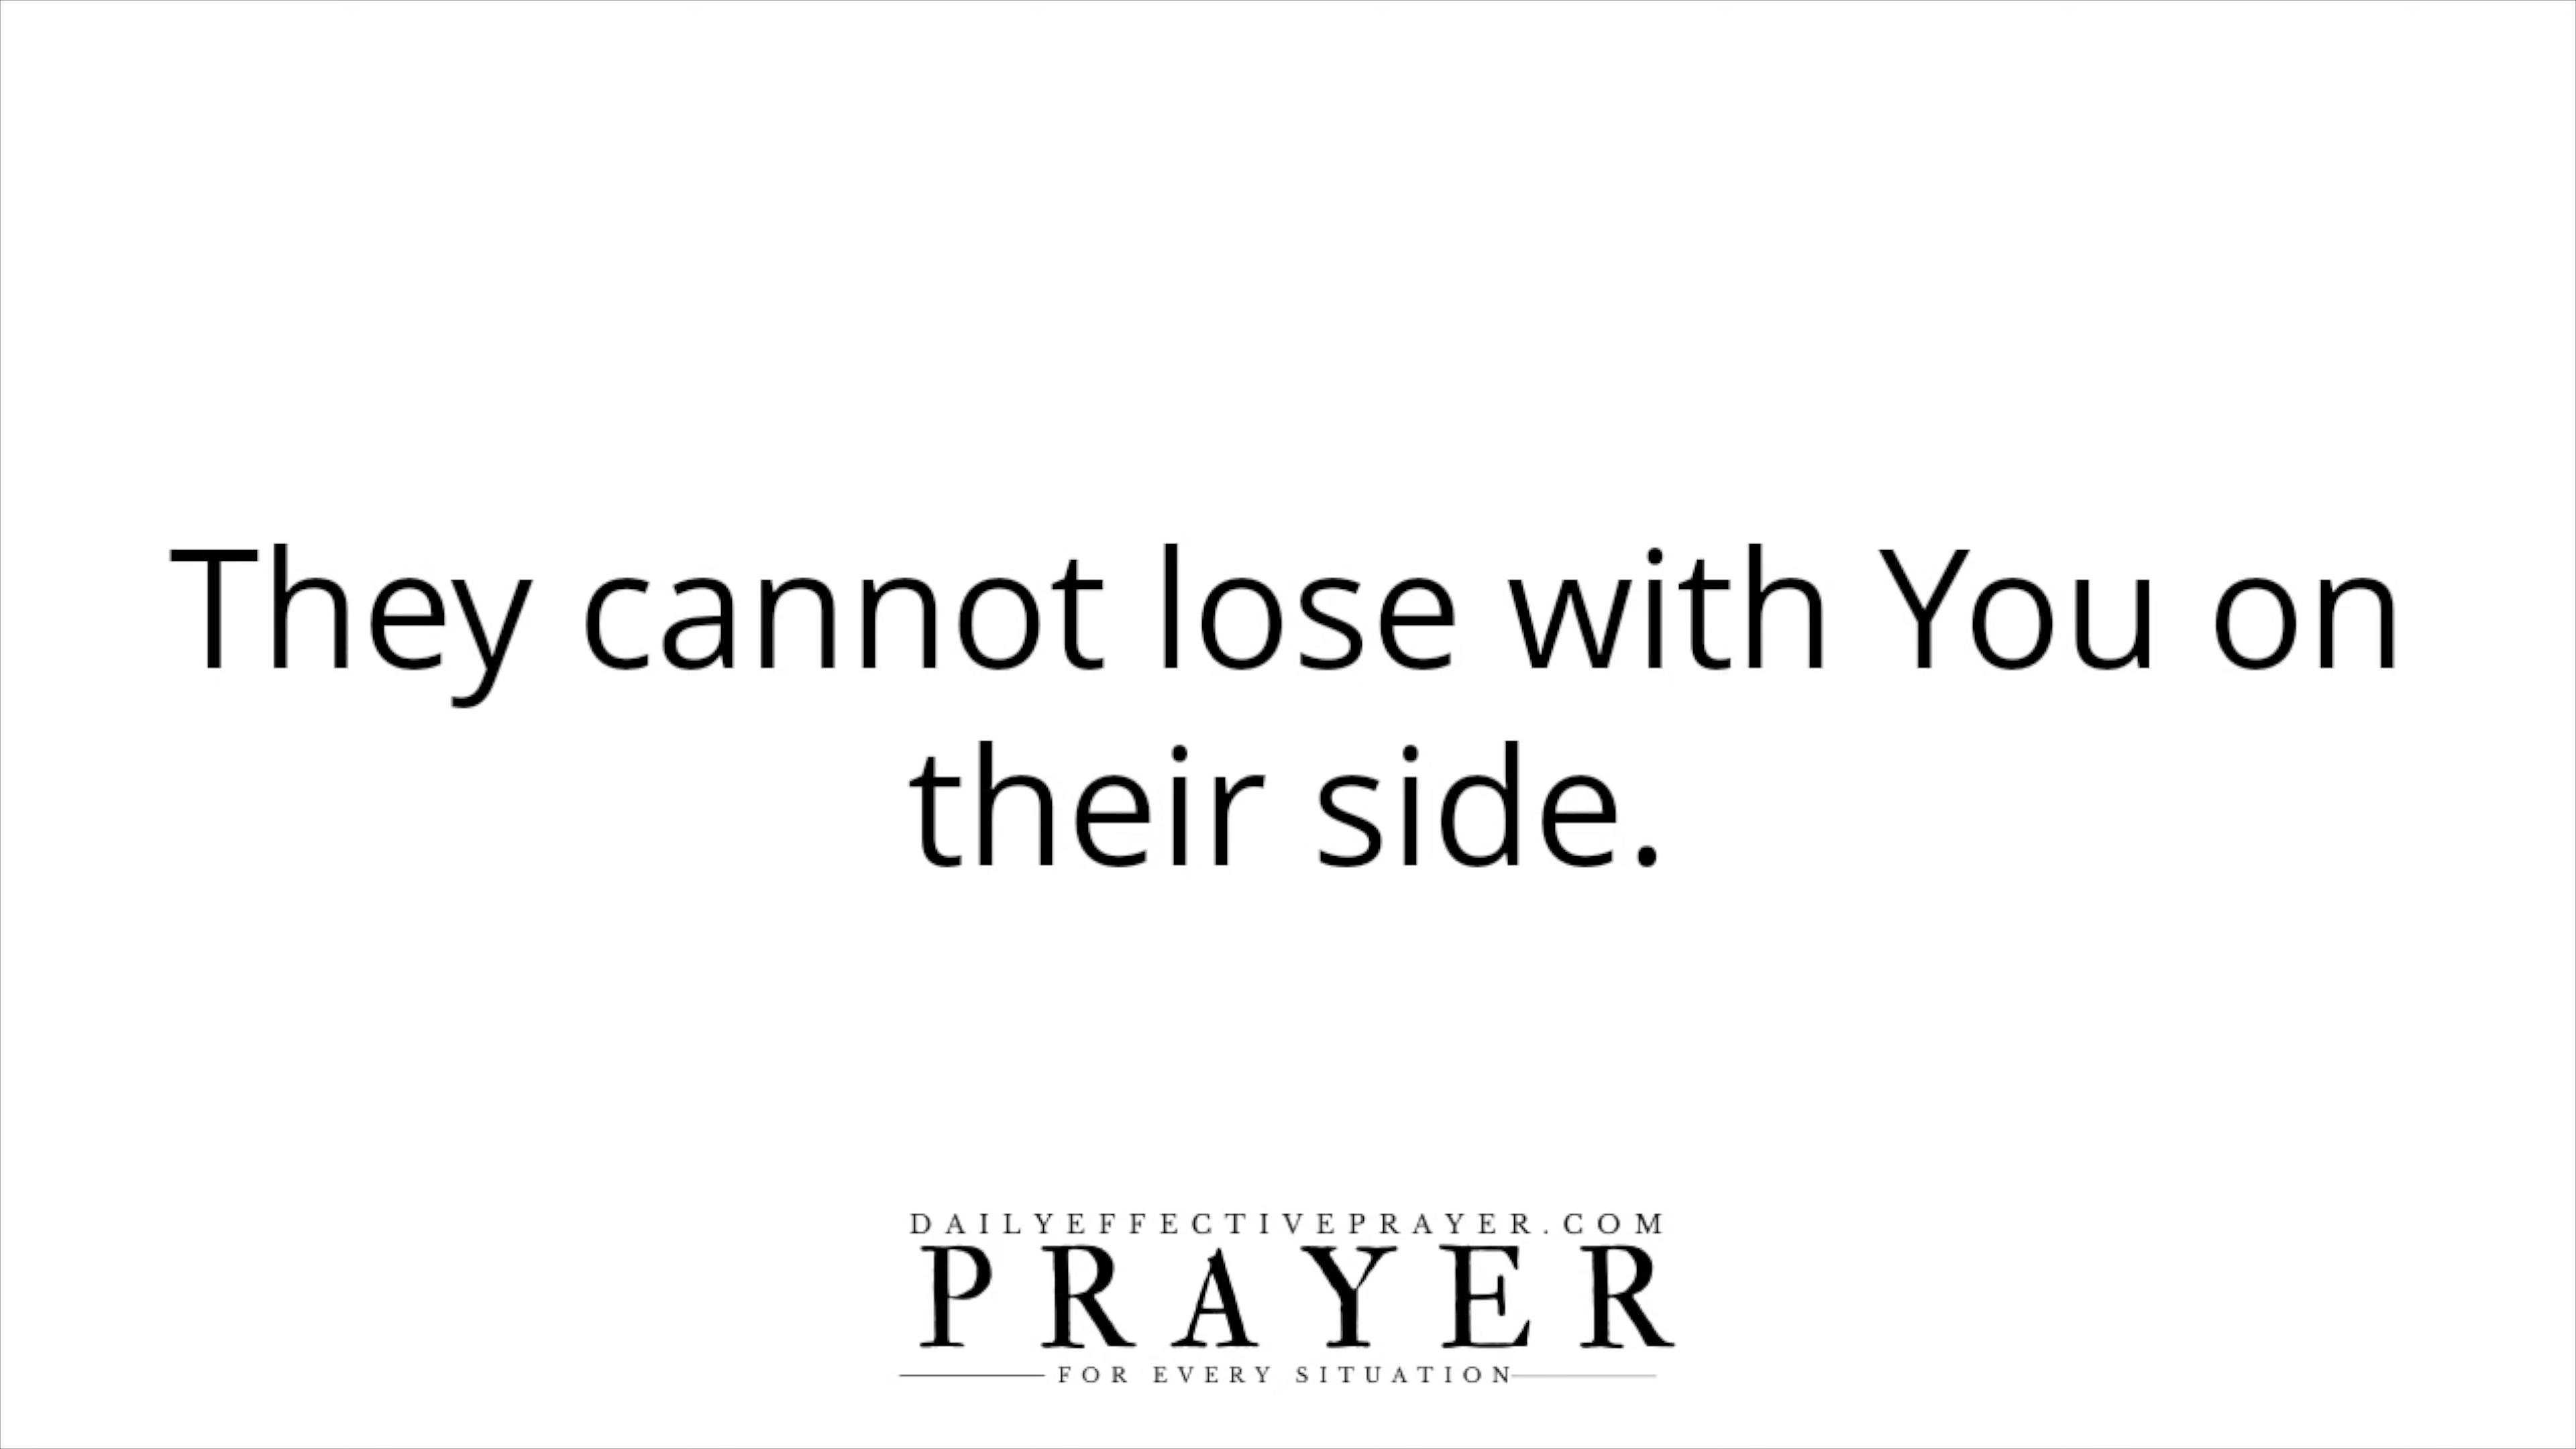 They cannot lose with You on
their side.
DAILYEFFECTIVEPRAYER.COM
PRAYER
FOR EVERY SITUATION